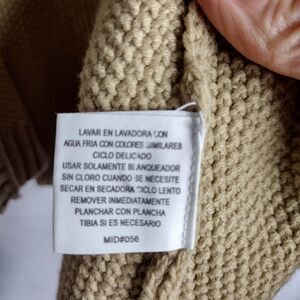 LAVAR EN LAVADORA CON
AGUA FRIA CON COLORES SIMILARES
CICLO DELICADO
USAR SOLAMENTE BLANQUEADOR
SIN CLORO CUANDO SE NECESITE
SECAR EN SECADORA CICLO LENTO
REMOVER INMEDIATAMENTE
PLANCHAR CON PLANCHA
TIBIA SI ES NECESARIO
MID#056